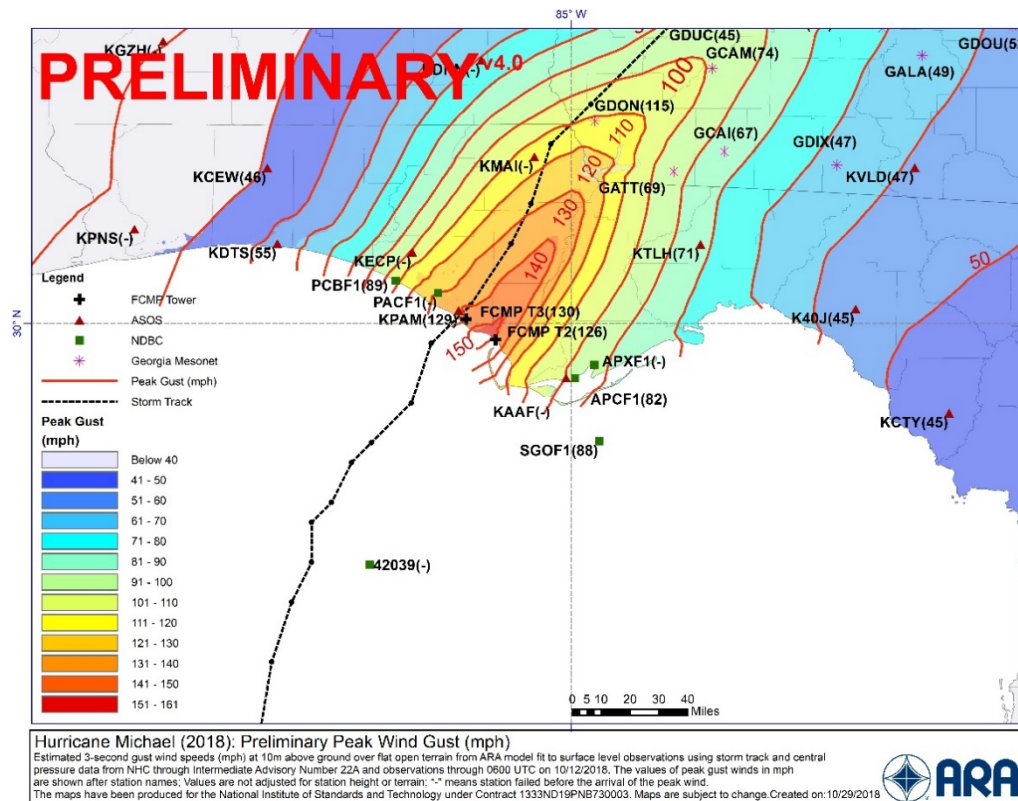 85° W
KGZH(-)
GDUC(45)
GCAM(74)
GALA(49)
PRELIMINARY v4.0
100
GDON(115)
110
GCAI(67)
GDIX(47)
KMAI(-)
120
GATT(69)
KVLD(47)
KCEW(46)
130
KPNS(-)
KDTS(55)
KECP(-)
140
KTLH(71)
50
Legend
PCBF1(89)
PACF1(-)
FCMP Tower
ASOS
NDBC
Georgia Mesonet
Peak Gust (mph)
Storm Track
30° N
KPAM(129)
FCMP T3(130)
FCMP T2(126)
150
K40J(45)
APXF1(-)
KAAF(-)
APCF1(82)
KCTY(45)
SGOF1(88)
42039(-)
Peak Gust
(mph)
Below 40
41 - 50
51 - 60
61 - 70
71 - 80
81 - 90
91 - 100
101 - 110
111 - 120
121 - 130
131 - 140
141 - 150
151 - 161
0 5 10 20 30 40
Miles
Hurricane Michael (2018): Preliminary Peak Wind Gust (mph)
Estimated 3-second gust wind speeds (mph) at 10m above ground over flat open terrain from ARA model fit to surface level observations using storm track and central
pressure data from NHC through Intermediate Advisory Number 22A and observations through 0600 UTC on 10/12/2018. The values of peak gust winds in mph
are shown after station names; Values are not adjusted for station height or terrain; "-" means station failed before the arrival of the peak wind.
The maps have been produced for the National Institute of Standards and Technology under Contract 1333ND19PNB730003. Maps are subject to change.Created on:10/29/2018
ARA